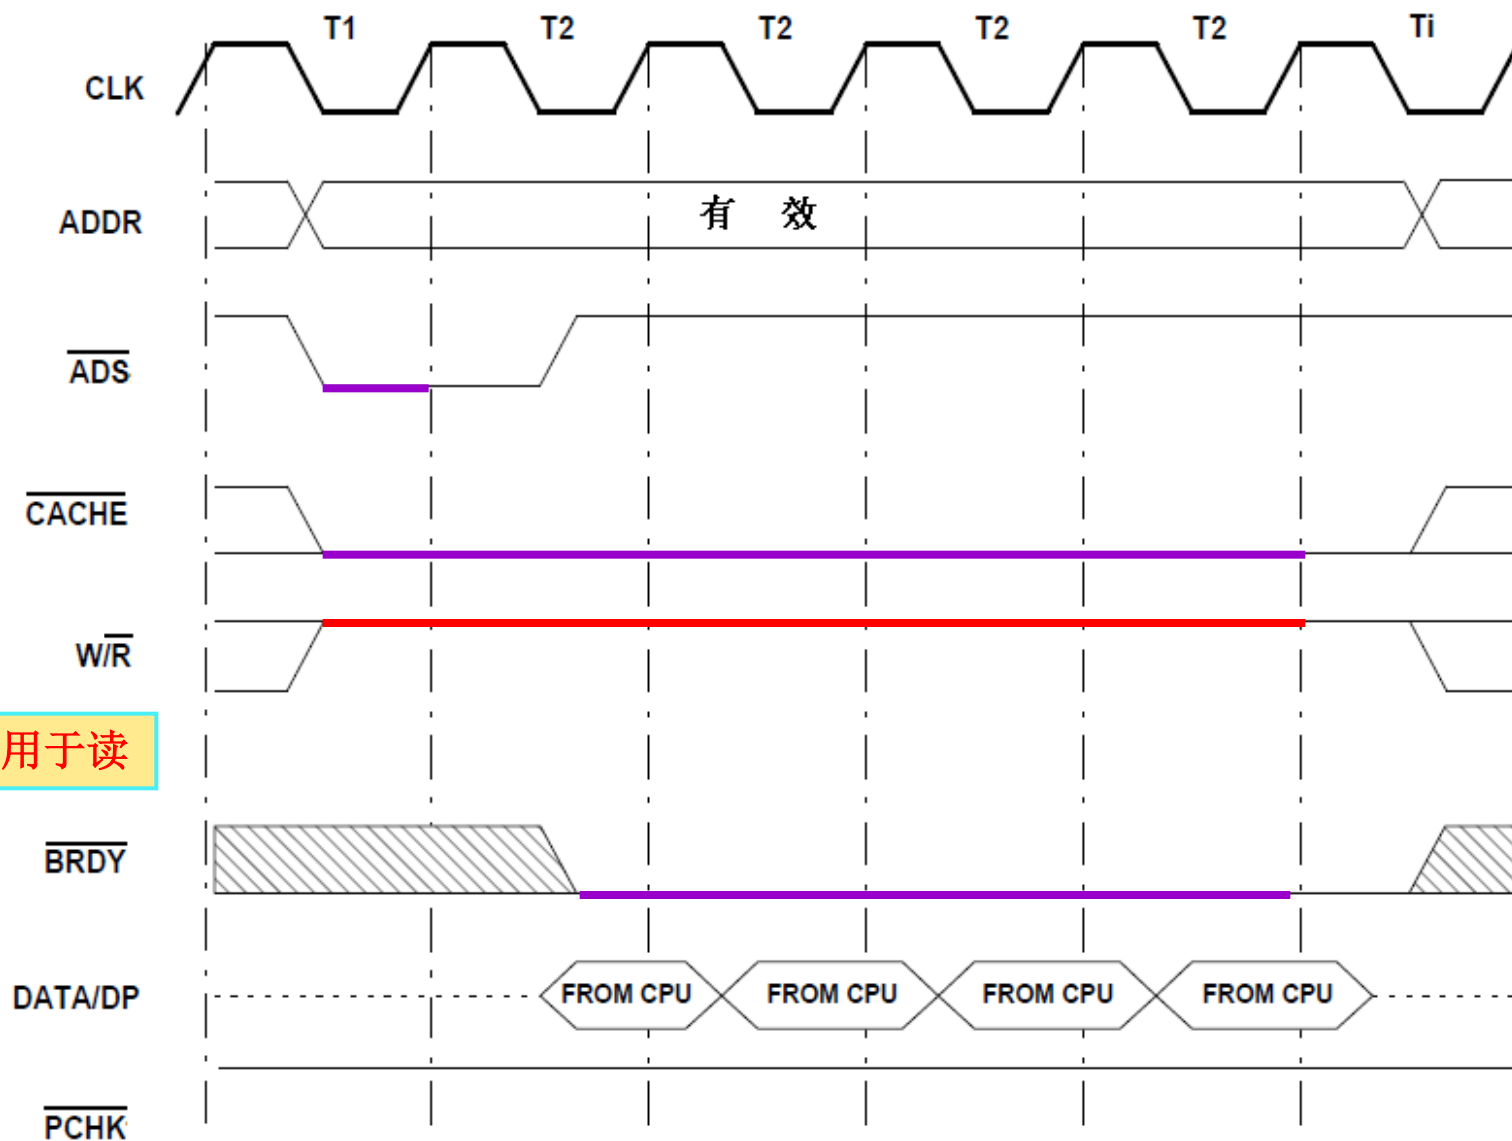 T1 T2 T2 T2 T2 Ti
CLK
ADDR
有 效
ADS
CACHE
W/R
用于读
BRDY
DATA/DP
FROM CPU FROM CPU FROM CPU FROM CPU
PCHK